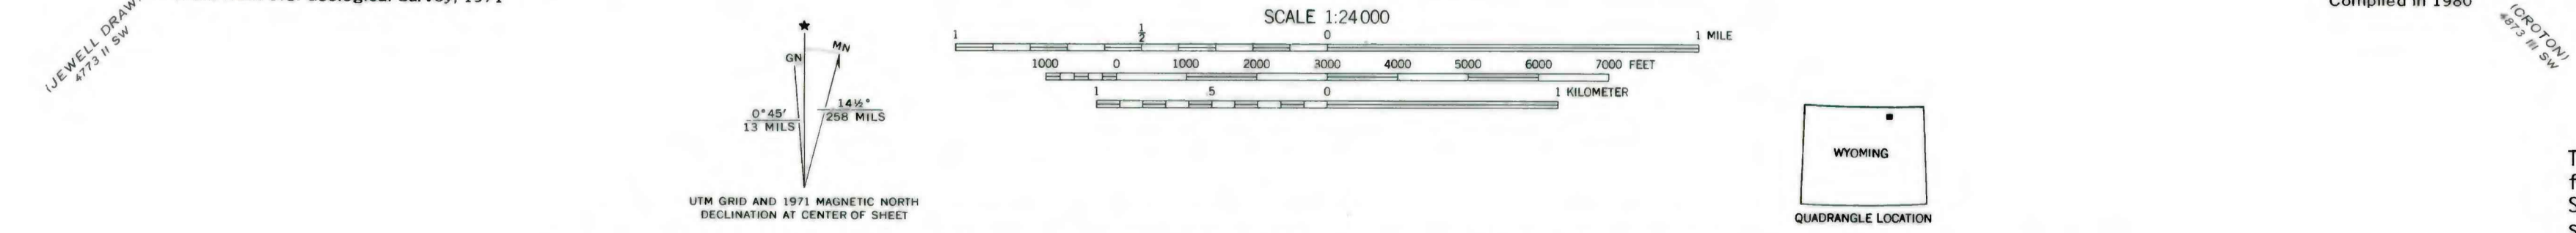 Geological Survey, 1971
Compiled in 1980
(JEWELL DRAW)
4773 II SW
(CROTON)
4873 III SW
SCALE 1:24 000
1 ½ 0 1 MILE
1000 0 1000 2000 3000 4000 5000 6000 7000 FEET
1 .5 0 1 KILOMETER
★
GN
MN
0°45′
13 MILS
14½°
258 MILS
UTM GRID AND 1971 MAGNETIC NORTH
DECLINATION AT CENTER OF SHEET
WYOMING
QUADRANGLE LOCATION